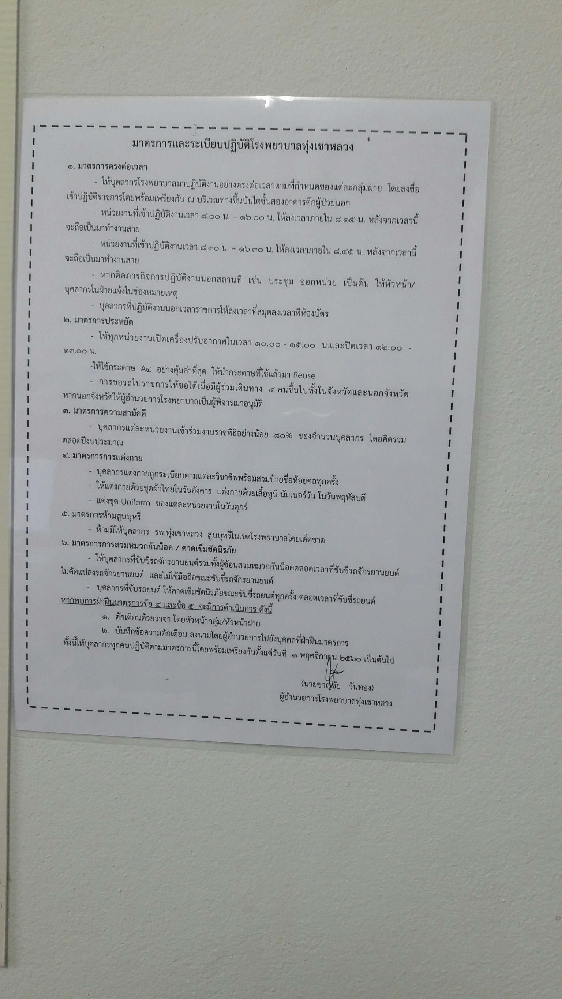 มาตรการและระเบียบปฏิบัติโรงพยาบาลทุ่งเขาหลวง
๑. มาตรการตรงต่อเวลา
- ให้บุคลากรโรงพยาบาลมาปฏิบัติงานอย่างตรงต่อเวลาตามที่กำหนดของแต่ละกลุ่มฝ่าย โดยลงชื่อ
เข้าปฏิบัติราชการโดยพร้อมเพรียงกัน ณ บริเวณทางขึ้นบันไดชั้นสองอาคารตึกผู้ป่วยนอก
- หน่วยงานที่เข้าปฏิบัติงานเวลา ๘.๐๐ น. – ๑๖.๐๐ น. ให้ลงเวลาภายใน ๘.๑๕ น. หลังจากเวลานี้
จะถือเป็นมาทำงานสาย
- หน่วยงานที่เข้าปฏิบัติงานเวลา ๘.๓๐ น. – ๑๖.๓๐ น. ให้ลงเวลาภายใน ๘.๔๕ น. หลังจากเวลานี้
จะถือเป็นมาทำงานสาย
- หากติดภารกิจการปฏิบัติงานนอกสถานที่ เช่น ประชุม ออกหน่วย เป็นต้น ให้หัวหน้า/
บุคลากรในฝ่ายแจ้งในช่องหมายเหตุ
- บุคลากรที่ปฏิบัติงานนอกเวลาราชการให้ลงเวลาที่สมุดลงเวลาที่ห้องบัตร
๒. มาตรการประหยัด
- ให้ทุกหน่วยงานเปิดเครื่องปรับอากาศในเวลา ๑๐.๐๐ - ๑๕.๐๐ น.และปิดเวลา ๑๒.๐๐ -
๑๓.๐๐ น.
-ให้ใช้กระดาษ A๔ อย่างคุ้มค่าที่สุด ให้นำกระดาษที่ใช้แล้วมา Reuse
- การขอรถไปราชการให้ขอได้เมื่อมีผู้ร่วมเดินทาง ๔ คนขึ้นไปทั้งในจังหวัดและนอกจังหวัด
หากนอกจังหวัดให้ผู้อำนวยการโรงพยาบาลเป็นผู้พิจารณาอนุมัติ
๓. มาตรการความสามัคคี
- บุคลากรแต่ละหน่วยงานเข้าร่วมงานราชพิธีอย่างน้อย ๘๐% ของจำนวนบุคลากร โดยคิดรวม
ตลอดปีงบประมาณ
๔. มาตรการการแต่งกาย
- บุคลากรแต่งกายถูกระเบียบตามแต่ละวิชาชีพพร้อมสวมป้ายชื่อห้อยคอทุกครั้ง
- ให้แต่งกายด้วยชุดผ้าไทยในวันอังคาร แต่งกายด้วยเสื้อทูบี นัมเบอร์วัน ในวันพฤหัสบดี
- แต่งชุด Uniform ของแต่ละหน่วยงานในวันศุกร์
๕. มาตรการห้ามสูบบุหรี่
- ห้ามมิให้บุคลากร รพ.ทุ่งเขาหลวง สูบบุหรี่ในเขตโรงพยาบาลโดยเด็ดขาด
๖. มาตรการการสวมหมวกกันน็อค / คาดเข็มขัดนิรภัย
- ให้บุคลากรที่ขับขี่รถจักรยานยนต์รวมทั้งผู้ซ้อนสวมหมวกกันน็อคตลอดเวลาที่ขับขี่รถจักรยานยนต์
ไม่ดัดแปลงรถจักรยานยนต์ และไม่ใช้มือถือขณะขับขี่รถจักรยานยนต์
- บุคลากรที่ขับรถยนต์ ให้คาดเข็มขัดนิรภัยขณะขับขี่รถยนต์ทุกครั้ง ตลอดเวลาที่ขับขี่รถยนต์
หากพบการฝ่าฝืนมาตรการข้อ ๔ และข้อ ๕ จะมีการดำเนินการ ดังนี้
๑. ตักเตือนด้วยวาจา โดยหัวหน้ากลุ่ม/หัวหน้าฝ่าย
๒. บันทึกข้อความตักเตือน ลงนามโดยผู้อำนวยการไปยังบุคคลที่ฝ่าฝืนมาตรการ
ทั้งนี้ให้บุคลากรทุกคนปฏิบัติตามมาตรการนี้โดยพร้อมเพรียงกันตั้งแต่วันที่ ๑ พฤศจิกายน ๒๕๖๐ เป็นต้นไป
(นายชาญชัย วันทอง)
ผู้อำนวยการโรงพยาบาลทุ่งเขาหลวง